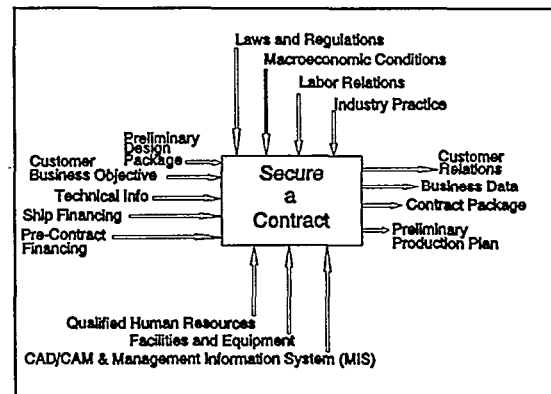 Laws and Regulations
Macroeconomic Conditions
Labor Relations
Industry Practice
Preliminary
Design
Package
Customer
Business Objective
Technical Info
Ship Financing
Pre-Contract
Financing
Secure
a
Contract
Customer
Relations
Business Data
Contract Package
Preliminary
Production Plan
Qualified Human Resources
Facilities and Equipment
CAD/CAM & Management Information System (MIS)